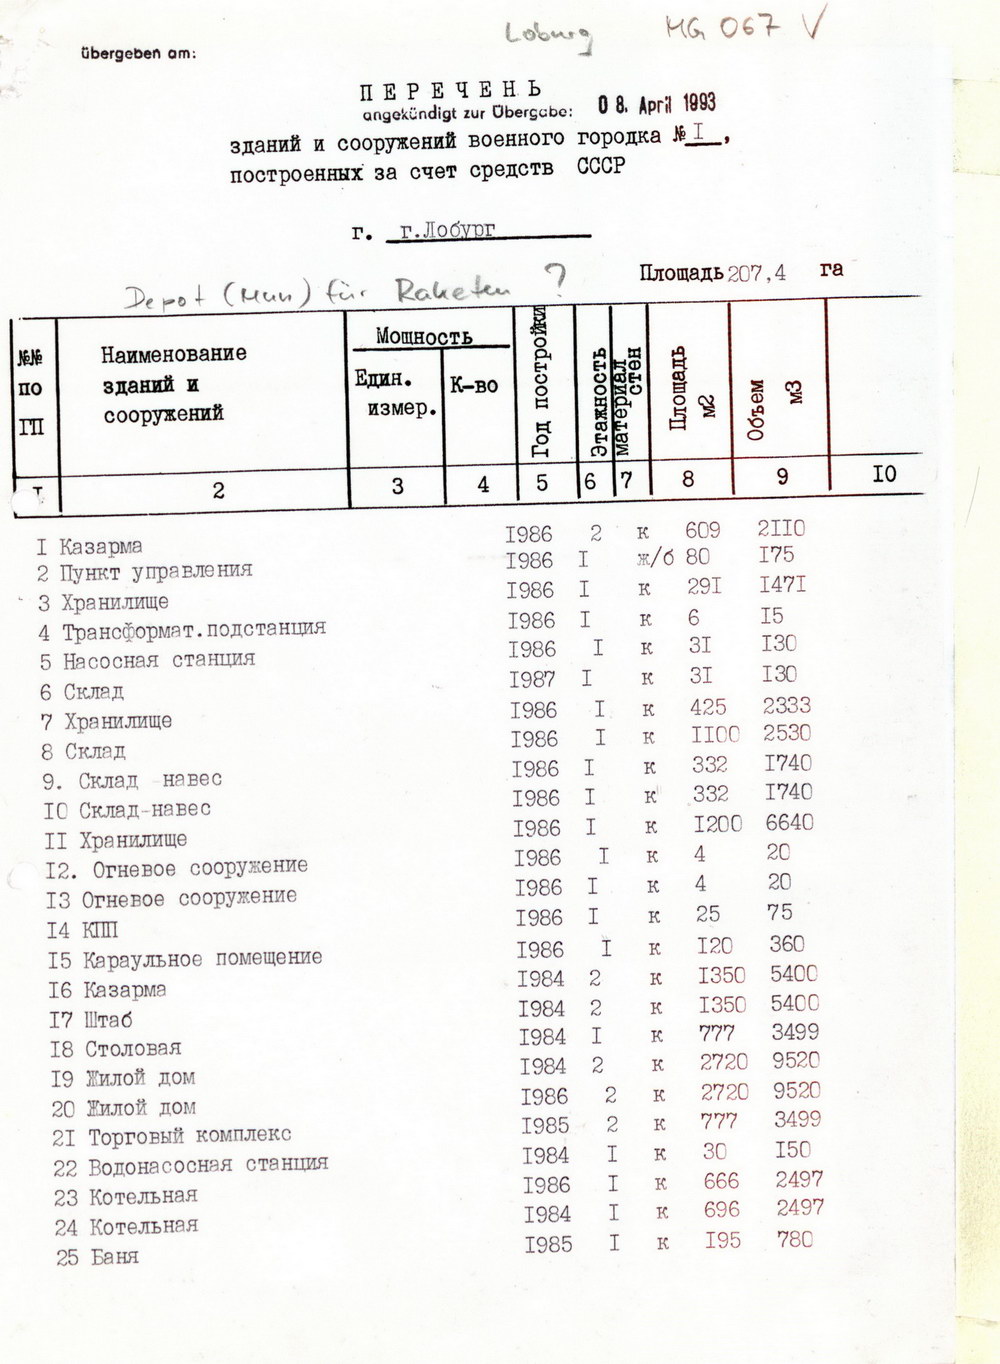 Loburg MG 067 V
übergeben am:
ПЕРЕЧЕНЬ
angekündigt zur Übergabe: 08. April 1993
зданий и сооружений военного городка № I,
построенных за счет средств СССР
г. г.Лобург
Площадь 207,4 га
Depot (Mun) für Raketen ?
№№ по ГП Наименование зданий и сооружений Мощность Един. измер. К-во Год постройки Этажность материал стен Площадь м2 Объем м3
I 2 3 4 5 6 7 8 9 I0
I Казарма I986 2 к 609 2II0
2 Пункт управления I986 I ж/б 80 I75
3 Хранилище I986 I к 29I I47I
4 Трансформат.подстанция I986 I к 6 I5
5 Насосная станция I986 I к 3I I30
6 Склад I987 I к 3I I30
7 Хранилище I986 I к 425 2333
8 Склад I986 I к II00 2530
9. Склад -навес I986 I к 332 I740
I0 Склад-навес I986 I к 332 I740
II Хранилище I986 I к I200 6640
I2. Огневое сооружение I986 I к 4 20
I3 Огневое сооружение I986 I к 4 20
I4 КПП I986 I к 25 75
I5 Караульное помещение I986 I к I20 360
I6 Казарма I984 2 к I350 5400
I7 Штаб I984 2 к I350 5400
I8 Столовая I984 I к 777 3499
I9 Жилой дом I984 2 к 2720 9520
20 Жилой дом I986 2 к 2720 9520
2I Торговый комплекс I985 2 к 777 3499
22 Водонасосная станция I984 I к 30 I50
23 Котельная I986 I к 666 2497
24 Котельная I984 I к 696 2497
25 Баня I985 I к I95 780